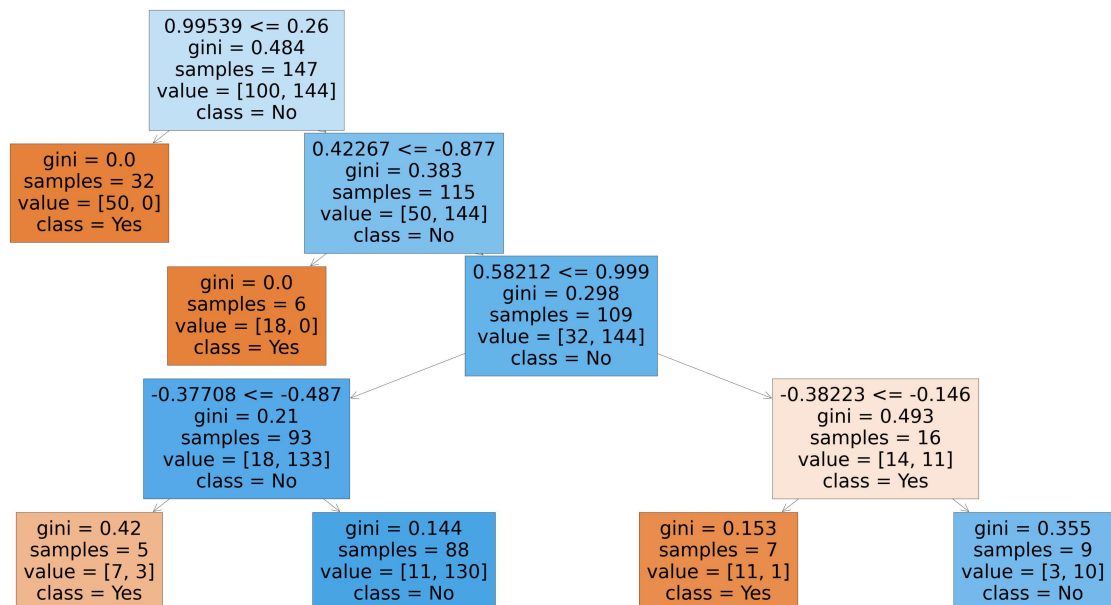 0.99539 <= 0.26
gini = 0.484
samples = 147
value = [100, 144]
class = No
gini = 0.0
samples = 32
value = [50, 0]
class = Yes
0.42267 <= -0.877
gini = 0.383
samples = 115
value = [50, 144]
class = No
gini = 0.0
samples = 6
value = [18, 0]
class = Yes
0.58212 <= 0.999
gini = 0.298
samples = 109
value = [32, 144]
class = No
-0.37708 <= -0.487
gini = 0.21
samples = 93
value = [18, 133]
class = No
-0.38223 <= -0.146
gini = 0.493
samples = 16
value = [14, 11]
class = Yes
gini = 0.42
samples = 5
value = [7, 3]
class = Yes
gini = 0.144
samples = 88
value = [11, 130]
class = No
gini = 0.153
samples = 7
value = [11, 1]
class = Yes
gini = 0.355
samples = 9
value = [3, 10]
class = No